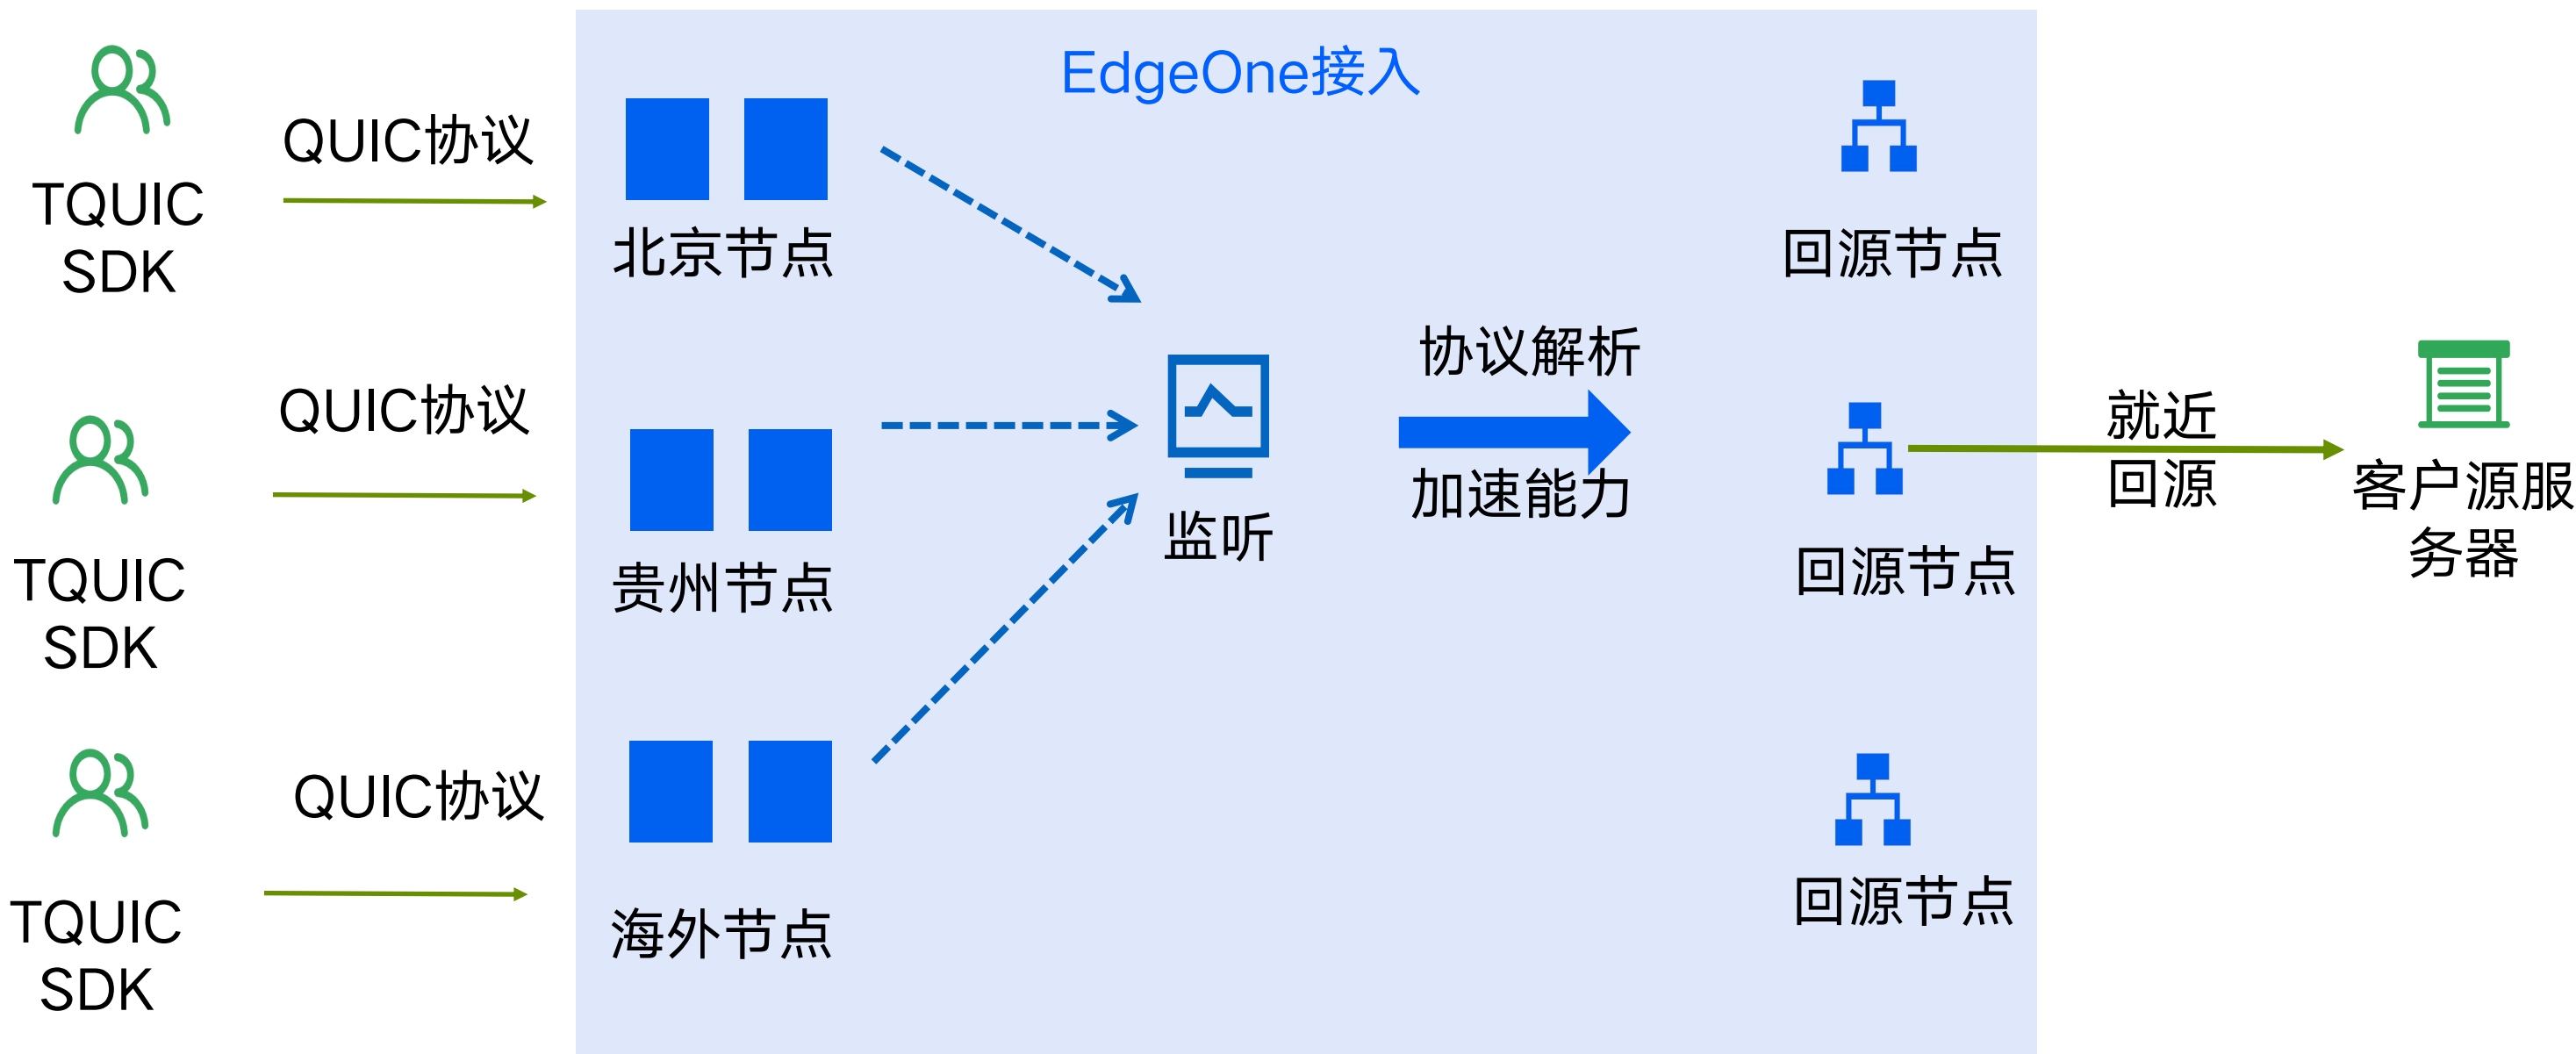 EdgeOne接入
TQUIC
SDK
QUIC协议
北京节点
回源节点
TQUIC
SDK
QUIC协议
贵州节点
监听
协议解析
加速能力
回源节点
就近
回源
客户源服
务器
TQUIC
SDK
QUIC协议
海外节点
回源节点